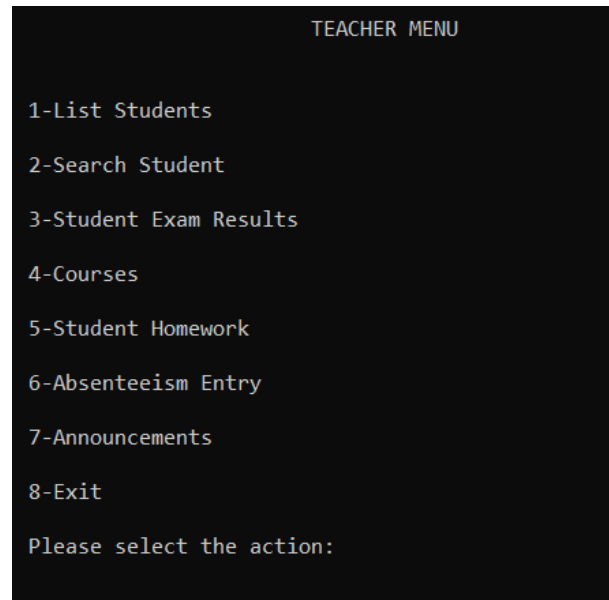 TEACHER MENU
1-List Students
2-Search Student
3-Student Exam Results
4-Courses
5-Student Homework
6-Absenteeism Entry
7-Announcements
8-Exit
Please select the action: